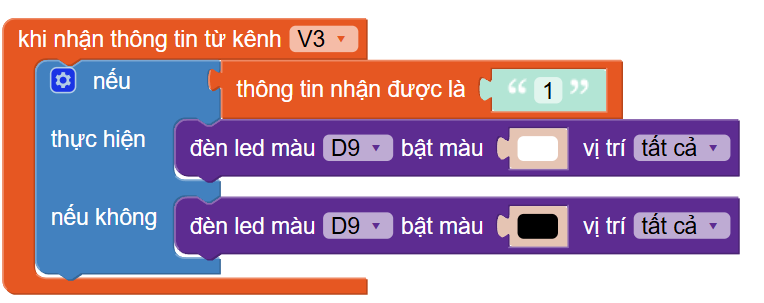 khi nhận thông tin từ kênh V3
nếu thông tin nhận được là “ 1 ”
thực hiện đèn led màu D9 bật màu vị trí tất cả
nếu không đèn led màu D9 bật màu vị trí tất cả